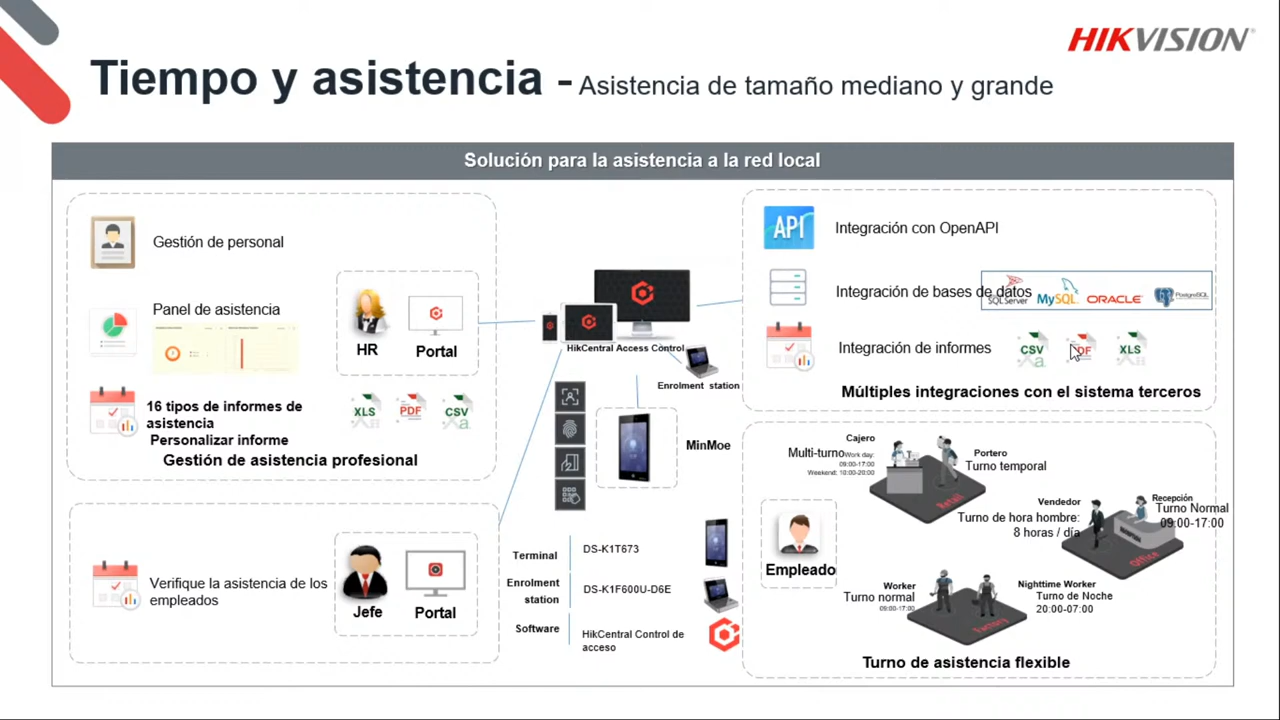 HIKVISION
Tiempo y asistencia - Asistencia de tamaño mediano y grande
Solución para la asistencia a la red local
Gestión de personal
Panel de asistencia
HR
Portal
16 tipos de informes de
asistencia
Personalizar informe
XLS
PDF
CSV
Gestión de asistencia profesional
Verifique la asistencia de los
empleados
Jefe
Portal
HikCentral Access Control
Enrolment station
MinMoe
Terminal
DS-K1T673
Enrolment
station
DS-K1F600U-D6E
Software
HikCentral Control de
acceso
API
Integración con OpenAPI
Integración de bases de datos
SQL Server
MySQL
ORACLE
PostgreSQL
Integración de informes
CSV
PDF
XLS
Múltiples integraciones con el sistema terceros
Cajero
Multi-turno
Work day:
09:00-17:00
Weekend: 10:00-20:00
Portero
Turno temporal
Retail
Vendedor
Turno de hora hombre:
8 horas / día
Recepción
Turno Normal
09:00-17:00
Office
Empleado
Worker
Turno normal
09:00-17:00
Nighttime Worker
Turno de Noche
20:00-07:00
Factory
Turno de asistencia flexible